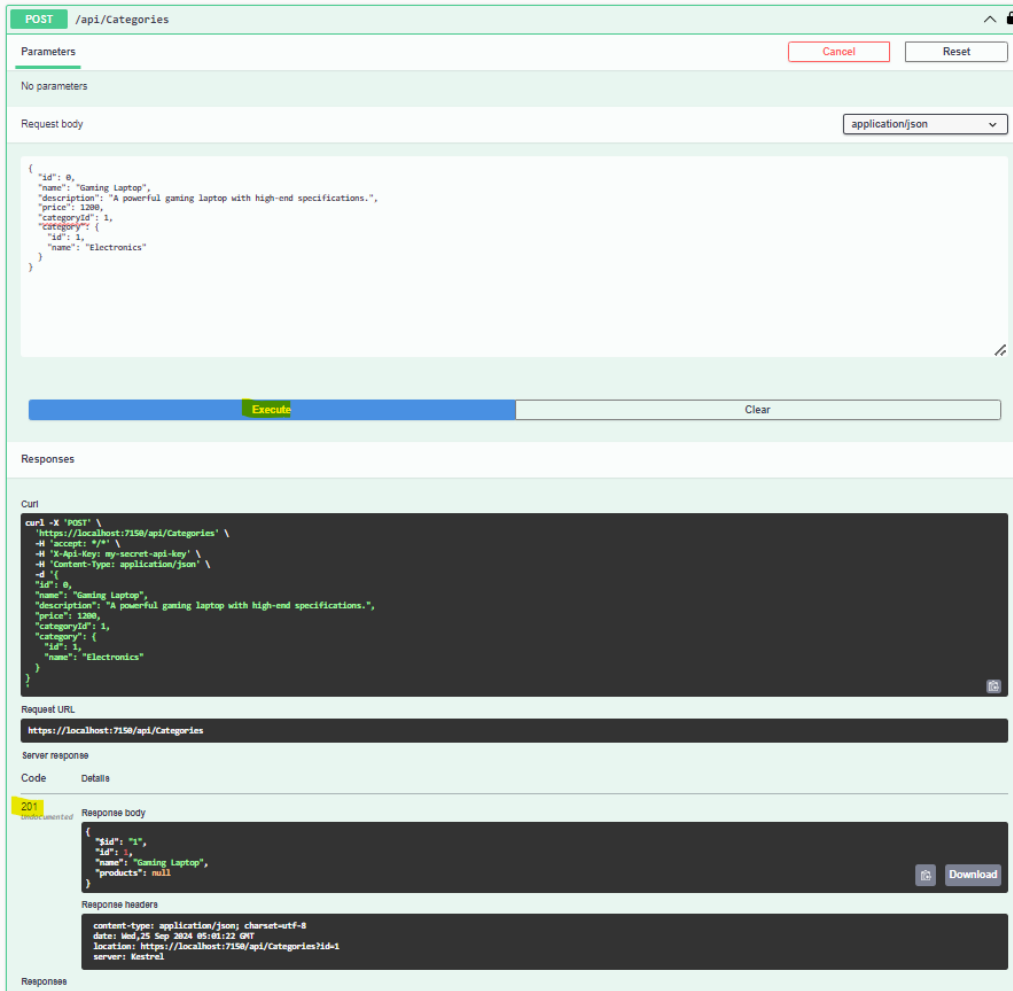 POST /api/Categories
Parameters
Cancel
Reset
No parameters
Request body
application/json
{
"id": 0,
"name": "Gaming Laptop",
"description": "A powerful gaming laptop with high-end specifications.",
"price": 1200,
"categoryId": 1,
"category": {
"id": 1,
"name": "Electronics"
}
}
Execute
Clear
Responses
Curl
curl -X 'POST' \
'https://localhost:7150/api/Categories' \
-H 'accept: */*' \
-H 'X-Api-Key: my-secret-api-key' \
-H 'Content-Type: application/json' \
-d '{
"id": 0,
"name": "Gaming Laptop",
"description": "A powerful gaming laptop with high-end specifications.",
"price": 1200,
"categoryId": 1,
"category": {
"id": 1,
"name": "Electronics"
}
}
'
Request URL
https://localhost:7150/api/Categories
Server response
Code Details
201
Undocumented
Response body
{
"$id": "1",
"id": 1,
"name": "Gaming Laptop",
"products": null
}
Download
Response headers
content-type: application/json; charset=utf-8
date: Wed,25 Sep 2024 05:01:22 GMT
location: https://localhost:7150/api/Categories?id=1
server: Kestrel
Responses